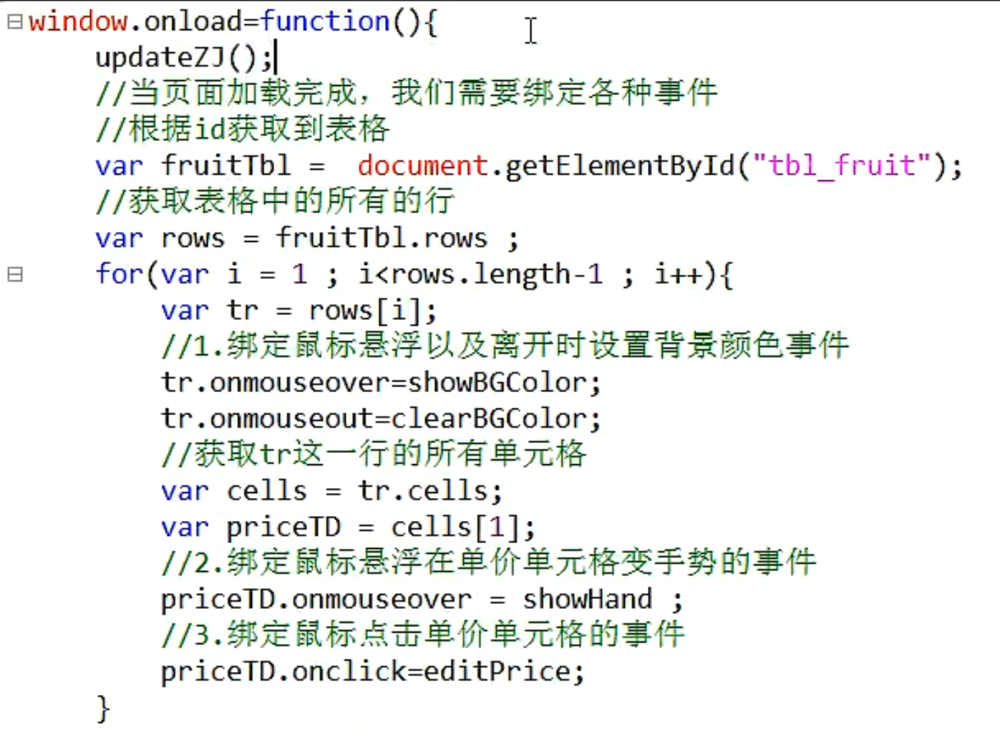 window.onload=function(){
updateZJ();
//当页面加载完成，我们需要绑定各种事件
//根据id获取到表格
var fruitTbl =  document.getElementById("tbl_fruit");
//获取表格中的所有的行
var rows = fruitTbl.rows ;
for(var i = 1 ; i<rows.length-1 ; i++){
var tr = rows[i];
//1.绑定鼠标悬浮以及离开时设置背景颜色事件
tr.onmouseover=showBGColor;
tr.onmouseout=clearBGColor;
//获取tr这一行的所有单元格
var cells = tr.cells;
var priceTD = cells[1];
//2.绑定鼠标悬浮在单价单元格变手势的事件
priceTD.onmouseover = showHand ;
//3.绑定鼠标点击单价单元格的事件
priceTD.onclick=editPrice;
}